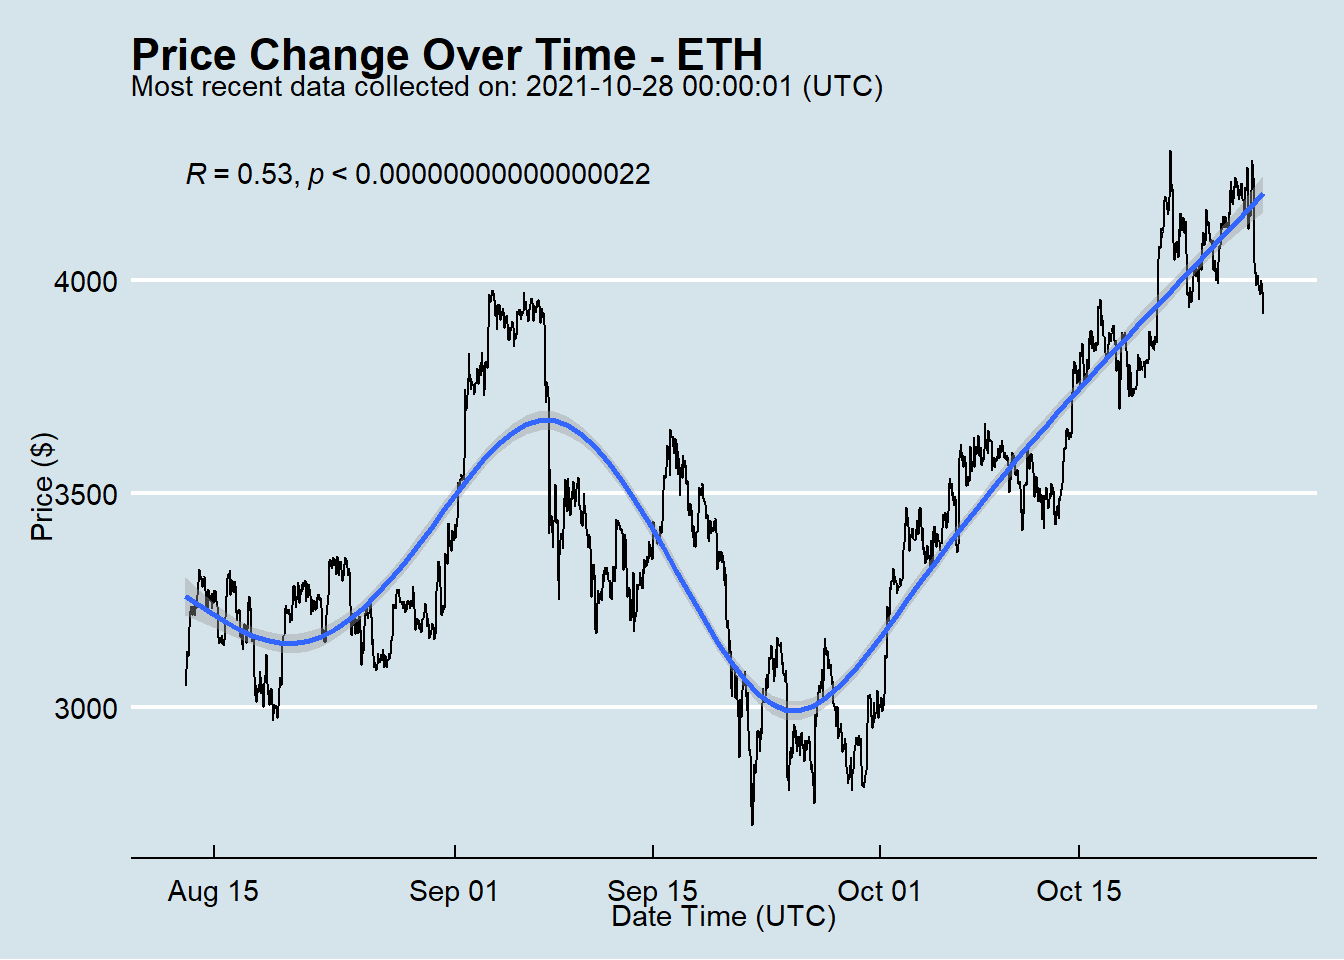 Price Change Over Time - ETH
Most recent data collected on: 2021-10-28 00:00:01 (UTC)
R = 0.53, p < 0.00000000000000022
4000
3500
3000
Price ($)
Aug 15 Sep 01 Sep 15 Oct 01 Oct 15
Date Time (UTC)